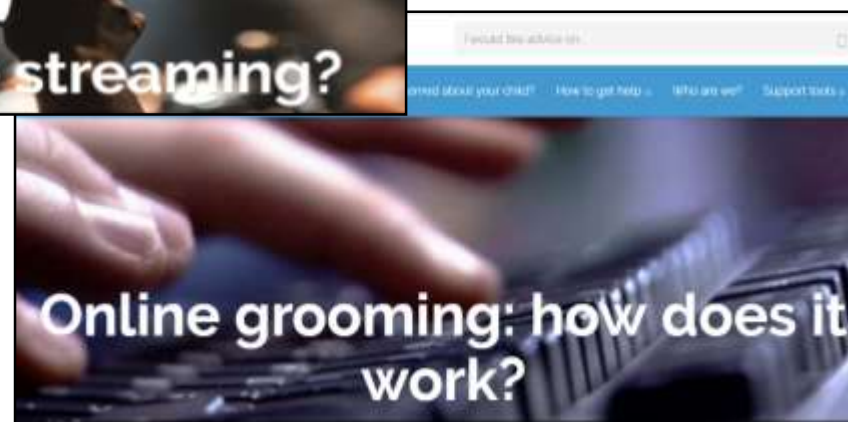 streaming?
I would like advice on...
worried about your child? How to get help Who are we? Support tools
Online grooming: how does it
work?